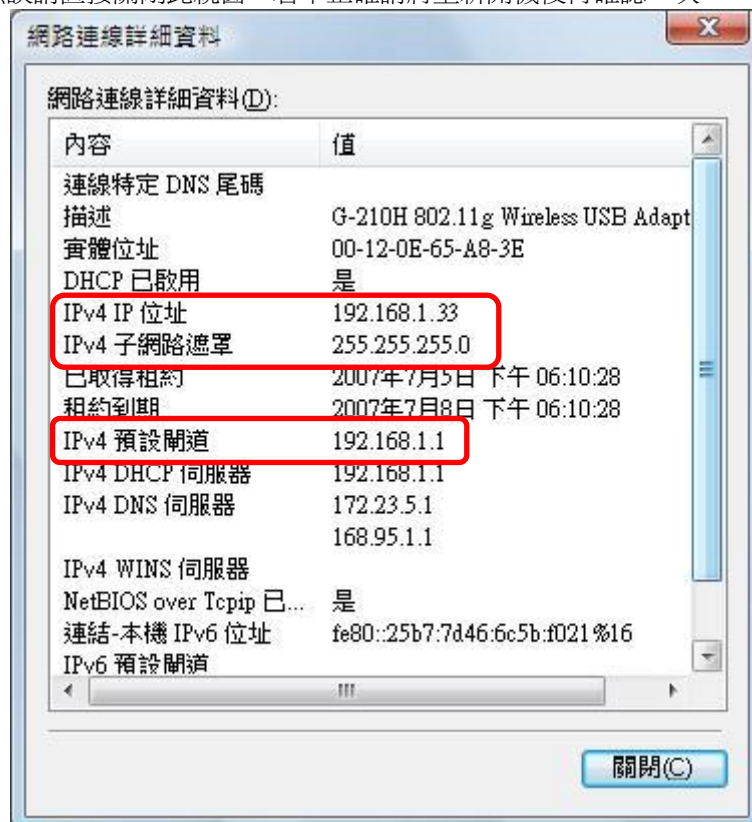 網路連線詳細資料
網路連線詳細資料(D):
內容 值
連線特定 DNS 尾碼
描述 G-210H 802.11g Wireless USB Adapt
實體位址 00-12-0E-65-A8-3E
DHCP 已啟用 是
IPv4 IP 位址 192.168.1.33
IPv4 子網路遮罩 255.255.255.0
已取得租約 2007年7月5日 下午 06:10:28
租約到期 2007年7月8日 下午 06:10:28
IPv4 預設閘道 192.168.1.1
IPv4 DHCP 伺服器 192.168.1.1
IPv4 DNS 伺服器 172.23.5.1
168.95.1.1
IPv4 WINS 伺服器
NetBIOS over Tcpip 已... 是
連結-本機 IPv6 位址 fe80::25b7:7d46:6c5b:f021%16
IPv6 預設閘道
關閉(C)